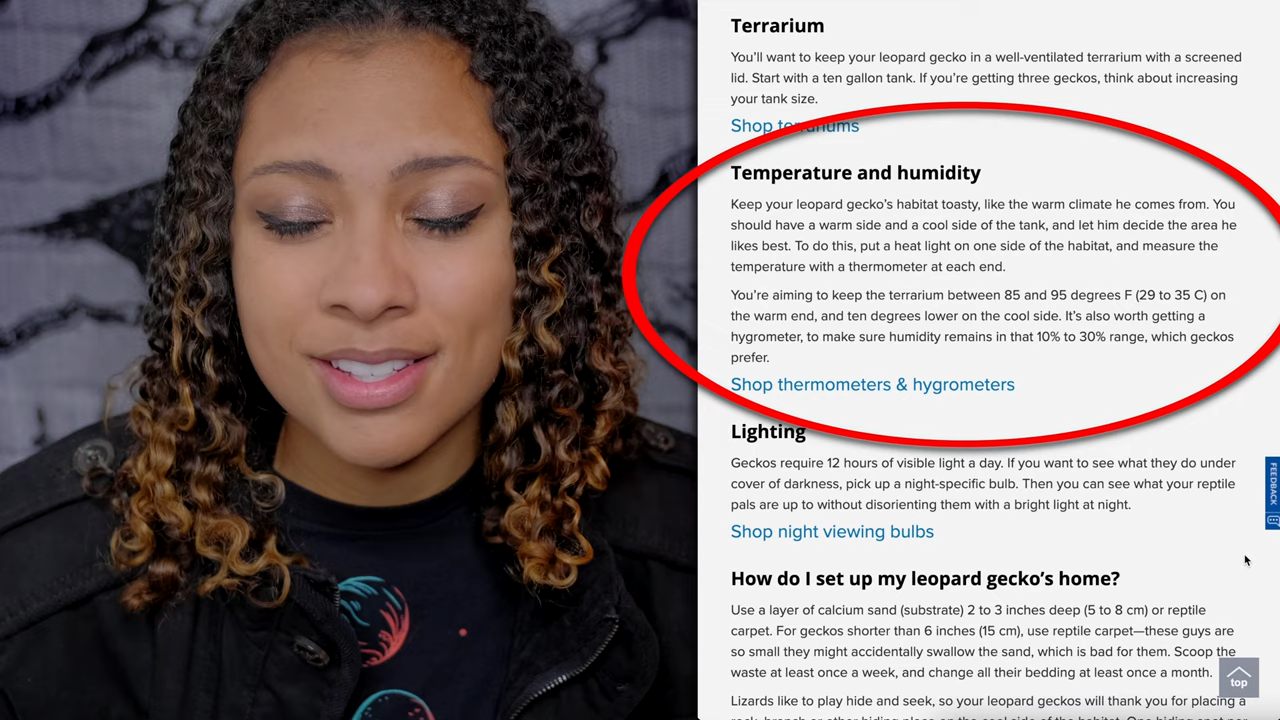 Terrarium
You'll want to keep your leopard gecko in a well-ventilated terrarium with a screened
lid. Start with a ten gallon tank. If you're getting three geckos, think about increasing
your tank size.
Shop terrariums
Temperature and humidity
Keep your leopard gecko's habitat toasty, like the warm climate he comes from. You
should have a warm side and a cool side of the tank, and let him decide the area he
likes best. To do this, put a heat light on one side of the habitat, and measure the
temperature with a thermometer at each end.
You're aiming to keep the terrarium between 85 and 95 degrees F (29 to 35 C) on
the warm end, and ten degrees lower on the cool side. It's also worth getting a
hygrometer, to make sure humidity remains in that 10% to 30% range, which geckos
prefer.
Shop thermometers & hygrometers
Lighting
Geckos require 12 hours of visible light a day. If you want to see what they do under
cover of darkness, pick up a night-specific bulb. Then you can see what your reptile
pals are up to without disorienting them with a bright light at night.
Shop night viewing bulbs
FEEDBACK
How do I set up my leopard gecko's home?
Use a layer of calcium sand (substrate) 2 to 3 inches deep (5 to 8 cm) or reptile
carpet. For geckos shorter than 6 inches (15 cm), use reptile carpet—these guys are
so small they might accidentally swallow the sand, which is bad for them. Scoop the
waste at least once a week, and change all their bedding at least once a month.
top
Lizards like to play hide and seek, so your leopard geckos will thank you for placing a